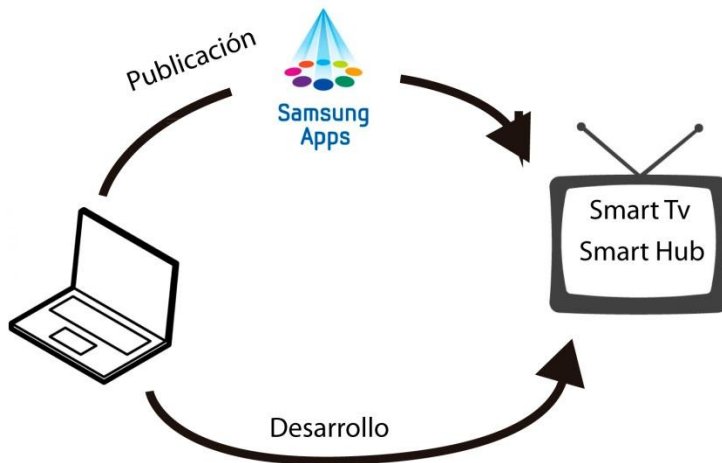 Publicación
Samsung
Apps
Smart Tv
Smart Hub
Desarrollo